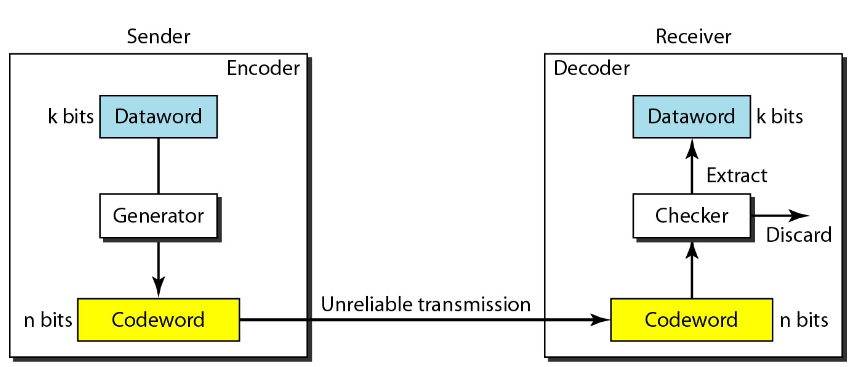 Sender
Encoder
k bits
Dataword
Generator
n bits
Codeword
Unreliable transmission
Receiver
Decoder
Dataword
k bits
Extract
Checker
Discard
Codeword
n bits